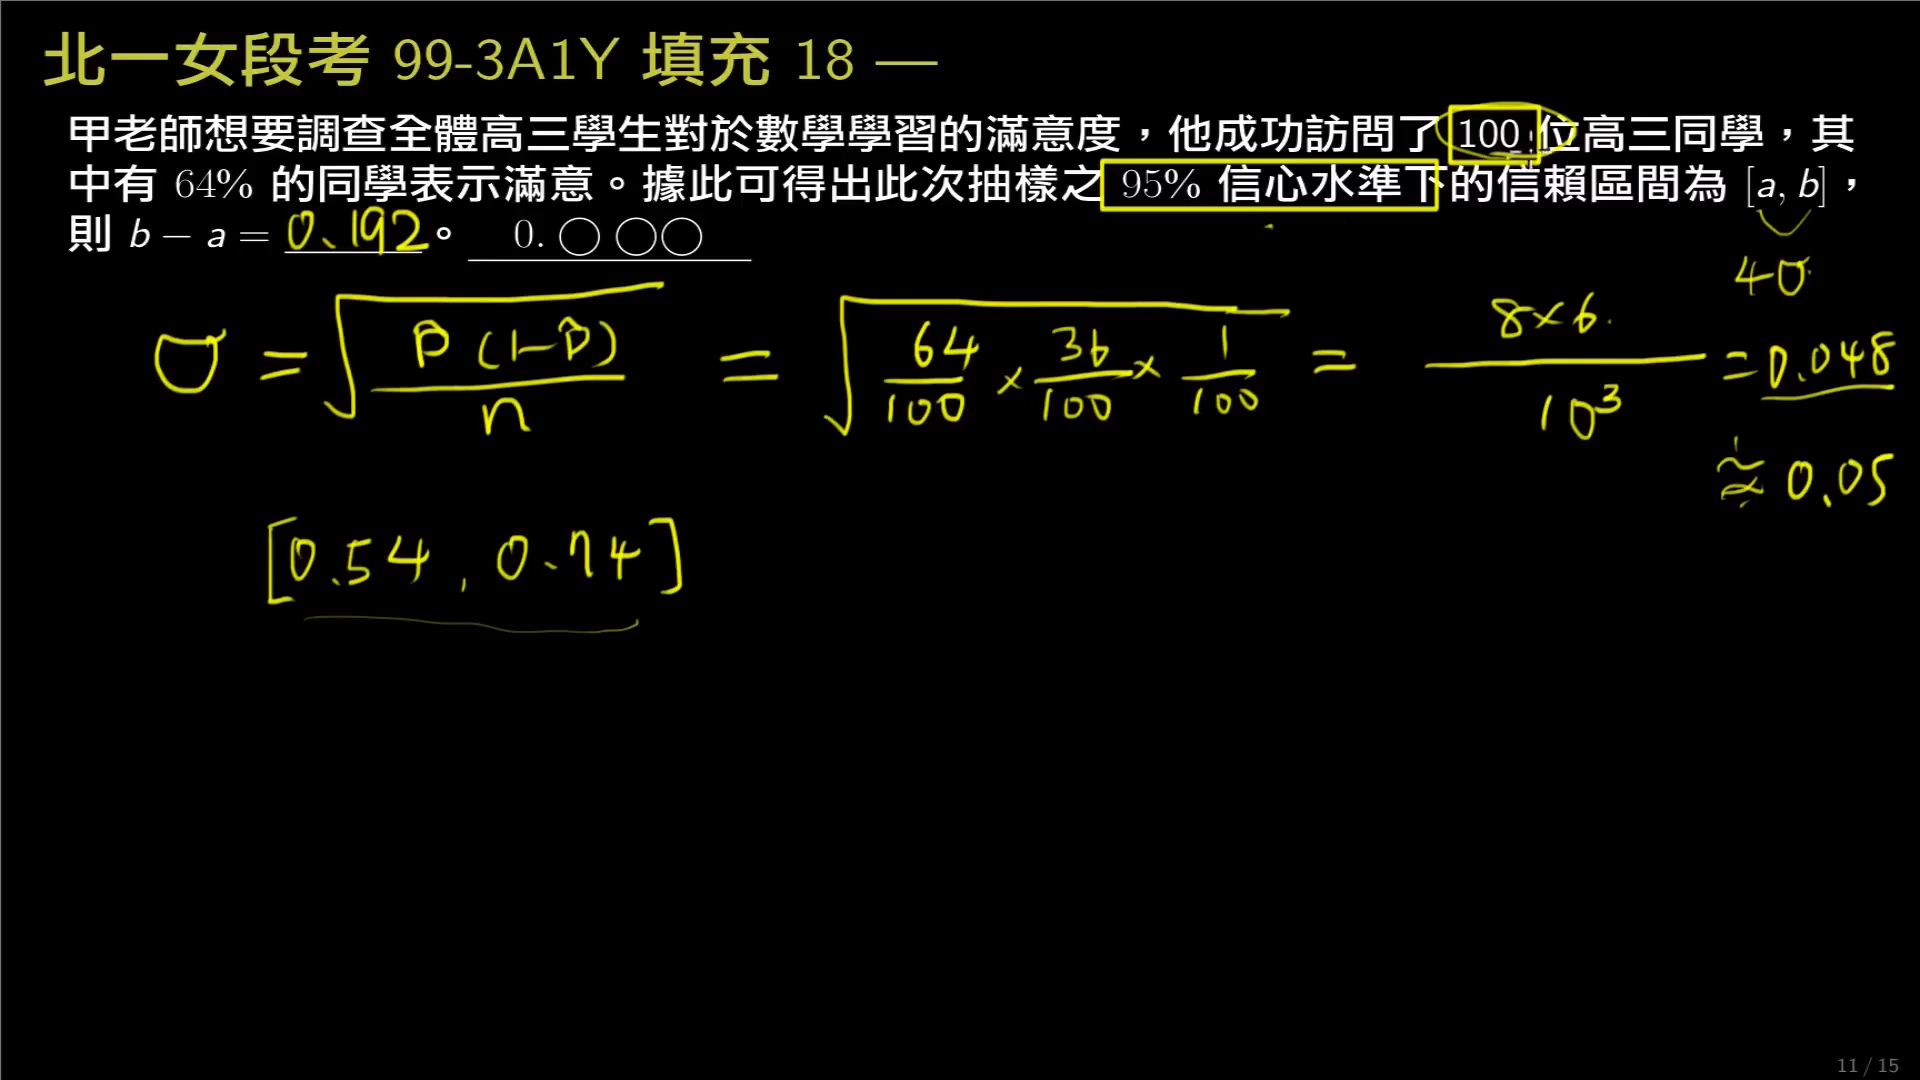 北一女段考 99-3A1Y 填充 18 —
甲老師想要調查全體高三學生對於數學學習的滿意度，他成功訪問了 100 位高三同學，其
中有 64% 的同學表示滿意。據此可得出此次抽樣之 95% 信心水準下的信賴區間為 [a, b]，
則 b − a = 0.192。 0. ○ ○○
4σ
σ = √(p̂(1−p̂)/n) = √(64/100 × 36/100 × 1/100) = 8×6/10³ = 0.048
≈ 0.05
[0.54, 0.74]
11 / 15